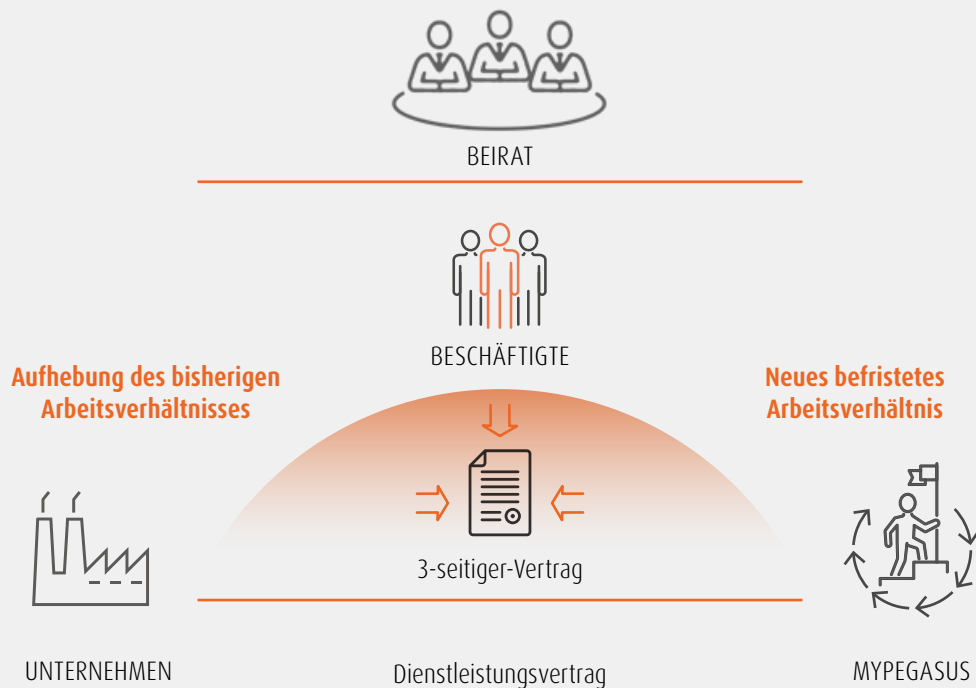 BEIRAT
BESCHÄFTIGTE
Aufhebung des bisherigen
Arbeitsverhältnisses
Neues befristetes
Arbeitsverhältnis
3-seitiger-Vertrag
UNTERNEHMEN
Dienstleistungsvertrag
MYPEGASUS